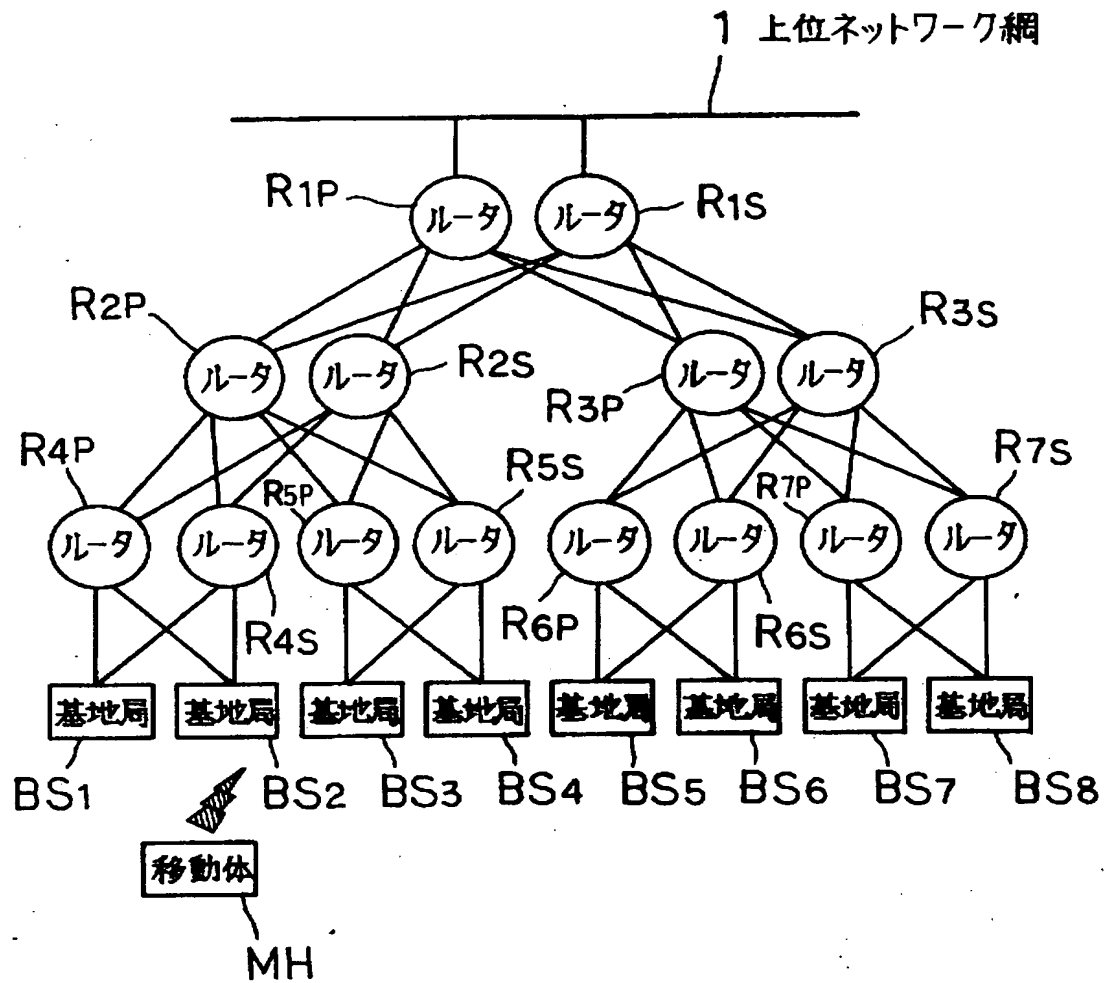 1 上位ネットワーク網
R1P
ルータ
ルータ
R1S
R2P
ルータ
ルータ
R2S
R3P
ルータ
ルータ
R3S
R4P
ルータ
ルータ
R4S
R5P
ルータ
ルータ
R5S
ルータ
R6P
ルータ
R6S
R7P
ルータ
ルータ
R7S
基地局
基地局
基地局
基地局
基地局
基地局
基地局
基地局
BS1
BS2
BS3
BS4
BS5
BS6
BS7
BS8
移動体
MH